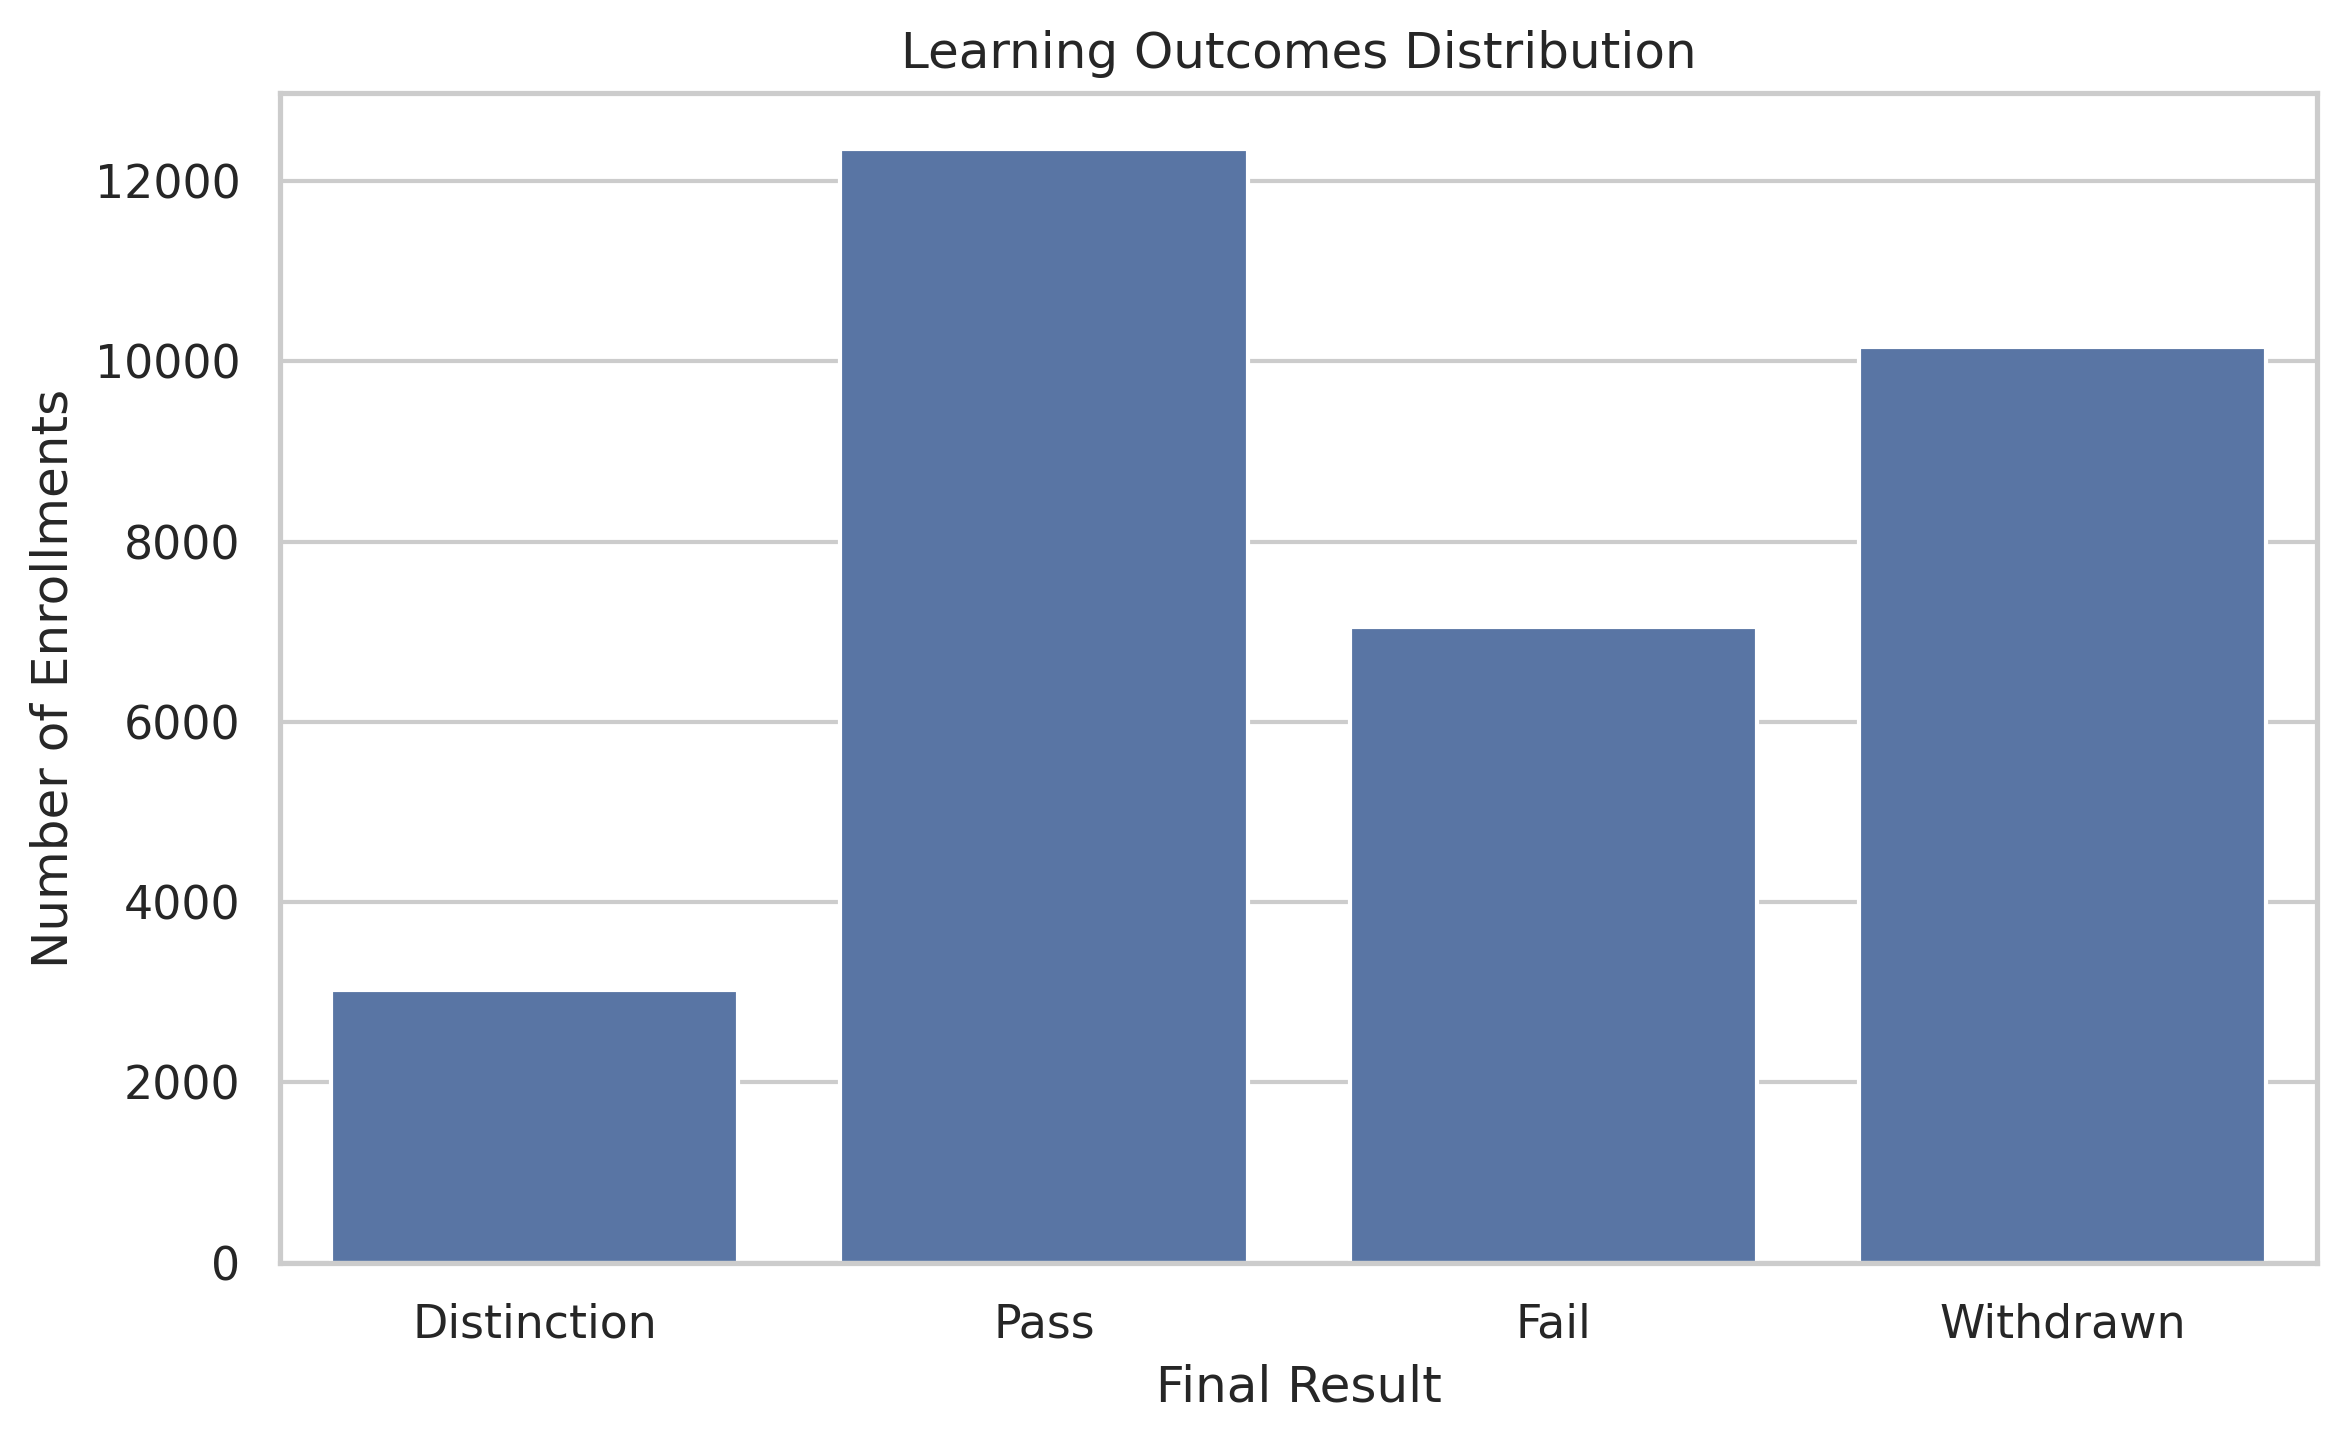 Learning Outcomes Distribution
Number of Enrollments
12000
10000
8000
6000
4000
2000
0
Distinction Pass Fail Withdrawn
Final Result